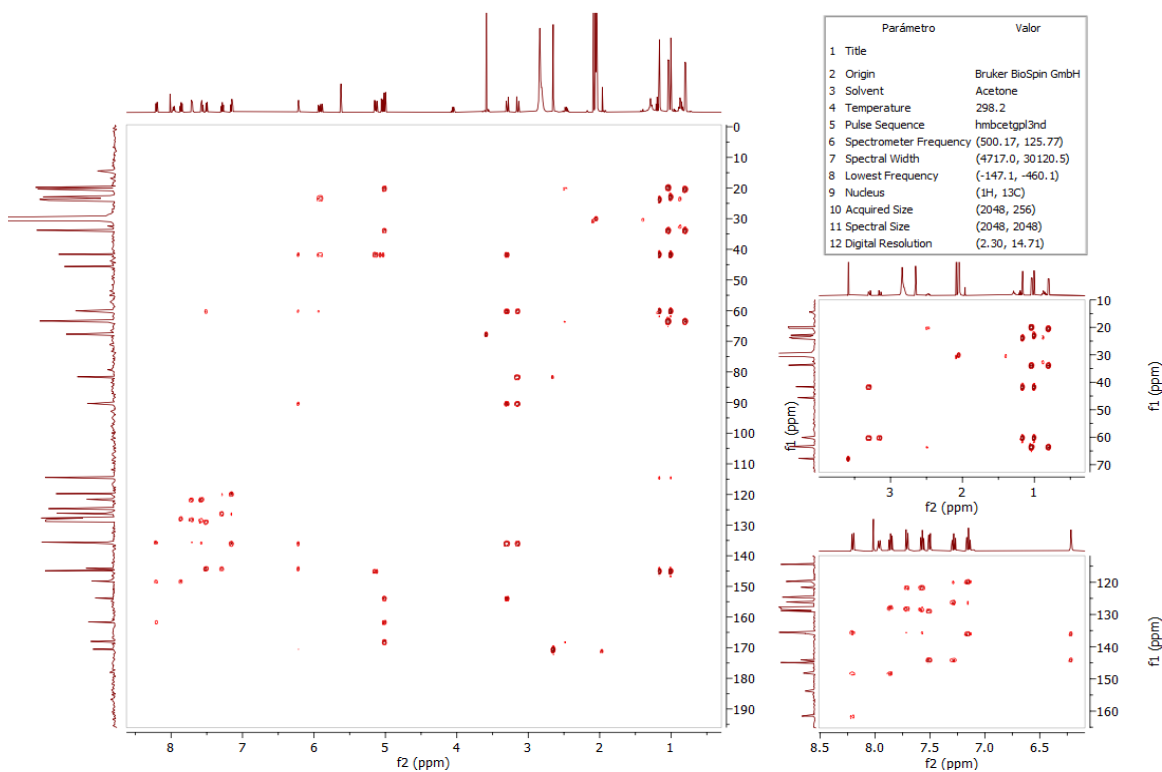 Parámetro Valor
1 Title
2 Origin Bruker BioSpin GmbH
3 Solvent Acetone
4 Temperature 298.2
5 Pulse Sequence hmbcetgpl3nd
6 Spectrometer Frequency (500.17, 125.77)
7 Spectral Width (4717.0, 30120.5)
8 Lowest Frequency (-147.1, -460.1)
9 Nucleus (1H, 13C)
10 Acquired Size (2048, 256)
11 Spectral Size (2048, 2048)
12 Digital Resolution (2.30, 14.71)
0
10
20
30
40
50
60
70
80
90
100
110
120
130
140
150
160
170
180
190
f1 (ppm)
8 7 6 5 4 3 2 1
f2 (ppm)
10
20
30
40
50
60
70
f1 (ppm)
3 2 1
f2 (ppm)
120
130
140
150
160
f1 (ppm)
8.5 8.0 7.5 7.0 6.5
f2 (ppm)